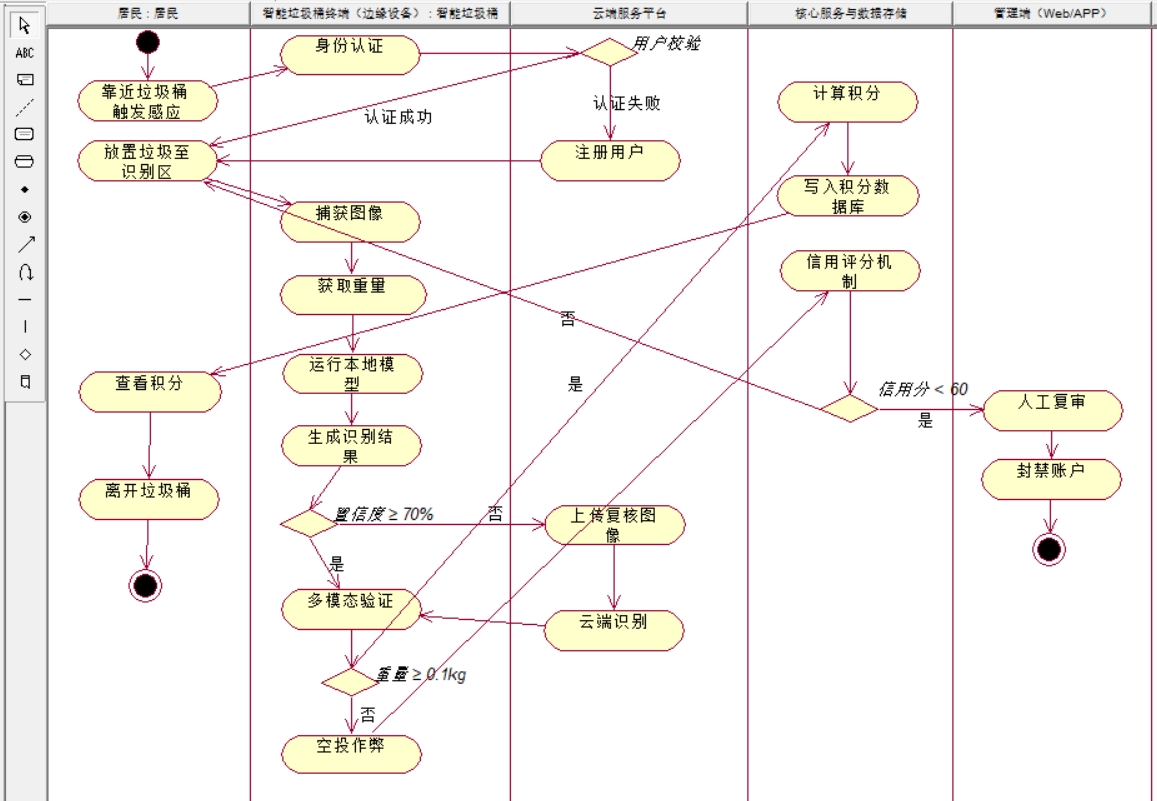 居民：居民
智能垃圾桶终端（边缘设备）：智能垃圾桶
云端服务平台
核心服务与数据存储
管理端（Web/APP）
ABC
身份认证
用户校验
靠近垃圾桶
触发感应
认证成功
认证失败
计算积分
放置垃圾至
识别区
注册用户
写入积分数
据库
捕获图像
信用评分机
制
获取重量
否
运行本地模
型
查看积分
是
信用分 < 60
是
人工复审
生成识别结
果
封禁账户
离开垃圾桶
置信度 ≥ 70%
否
上传复核图
像
是
多模态验证
云端识别
重量 ≥ 0.1kg
否
空投作弊